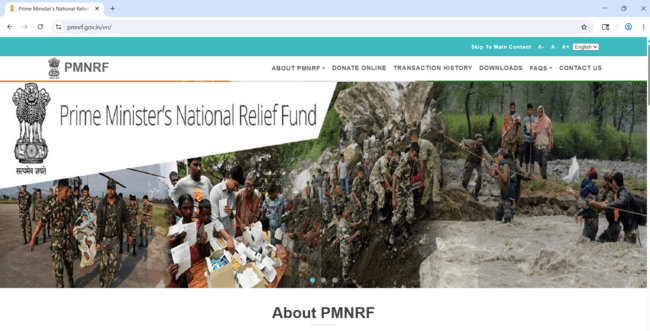 Prime Minister's National Relief
pmnrf.gov.in/en/
Skip To Main Content A- A A+ English
PMNRF
ABOUT PMNRF DONATE ONLINE TRANSACTION HISTORY DOWNLOADS FAQS CONTACT US
Prime Minister's National Relief Fund
सत्यमेव जयते
About PMNRF